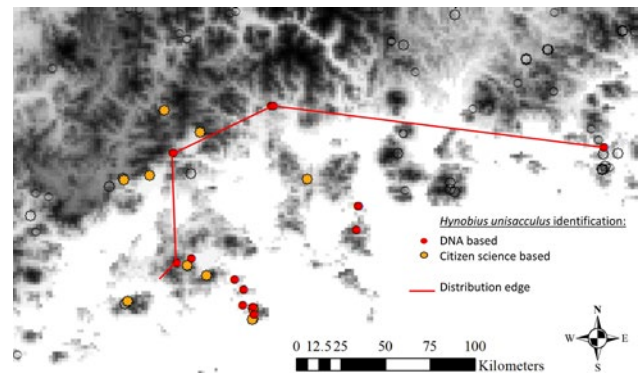 Hynobius unisacculus identification:
DNA based
Citizen science based
Distribution edge
N
W E
S
0 12.5 25 50 75 100
Kilometers